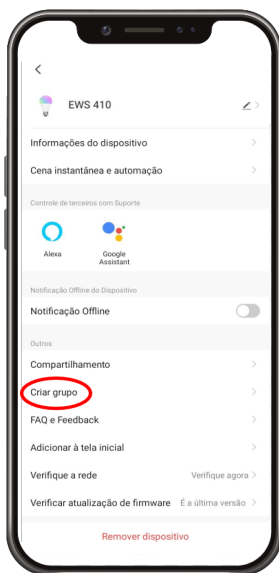 EWS 410
Informações do dispositivo
Cena instantânea e automação
Controle de terceiros com Suporte
Alexa
Google
Assistant
Notificação Offline do Dispositivo
Notificação Offline
Outros
Compartilhamento
Criar grupo
FAQ e Feedback
Adicionar à tela inicial
Verifique a rede Verifique agora
Verificar atualização de firmware É a última versão
Remover dispositivo